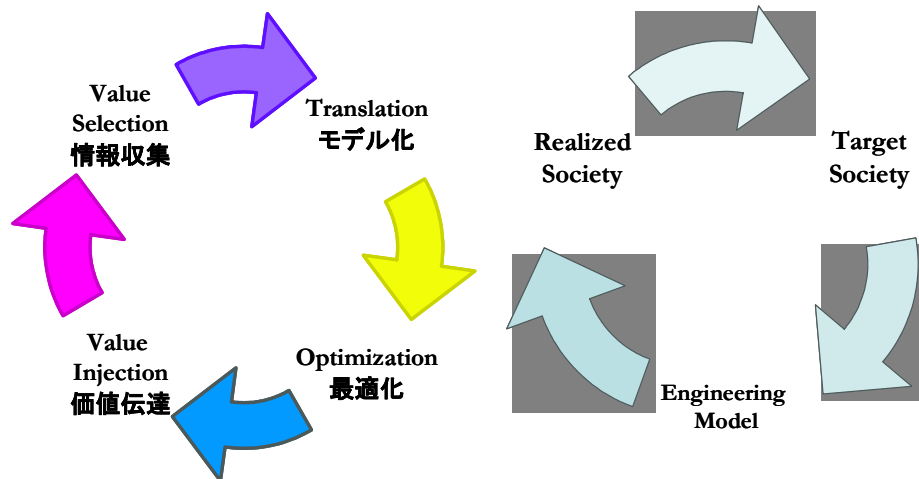 Value
Selection
情報収集
Translation
モデル化
Optimization
最適化
Value
Injection
価値伝達
Realized
Society
Target
Society
Engineering
Model